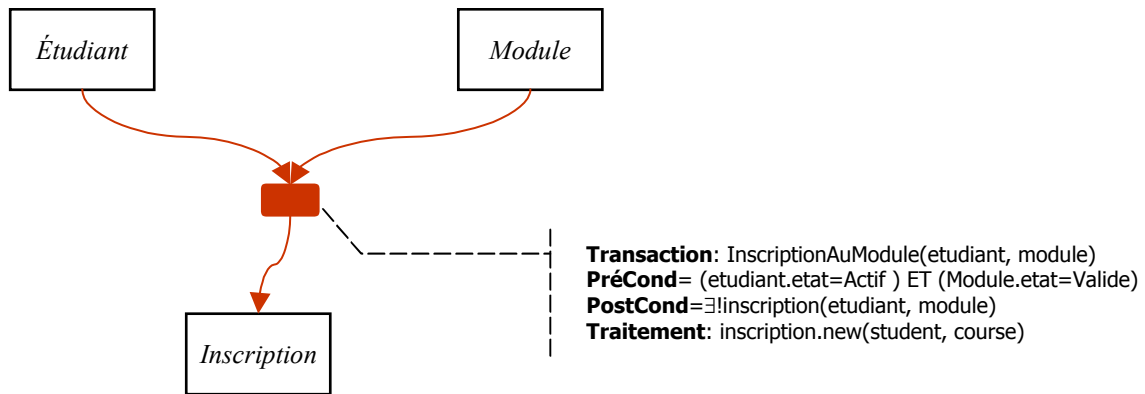 Étudiant
Module
Transaction: InscriptionAuModule(etudiant, module)
PréCond= (etudiant.etat=Actif ) ET (Module.etat=Valide)
PostCond=∃!inscription(etudiant, module)
Traitement: inscription.new(student, course)
Inscription